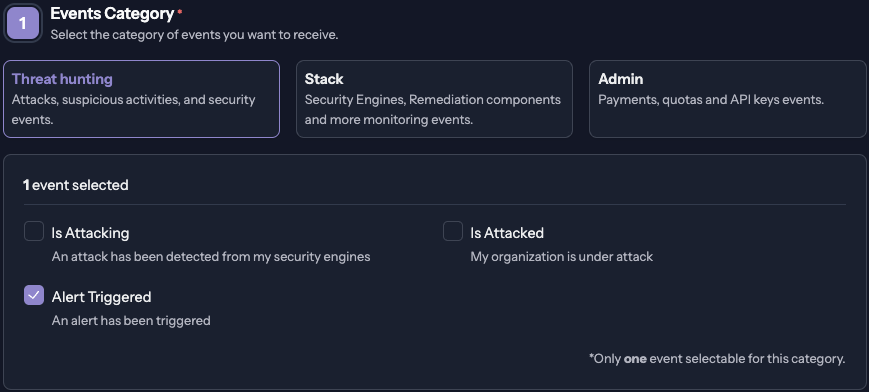 1
Events Category *
Select the category of events you want to receive.
Threat hunting
Attacks, suspicious activities, and security
events.
Stack
Security Engines, Remediation components
and more monitoring events.
Admin
Payments, quotas and API keys events.
1 event selected
Is Attacking
An attack has been detected from my security engines
Is Attacked
My organization is under attack
Alert Triggered
An alert has been triggered
*Only one event selectable for this category.